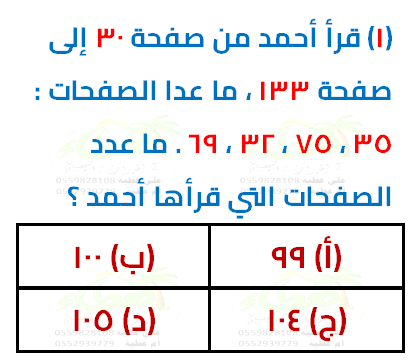 (١) قرأ أحمد من صفحة ٣٠ إلى
صفحة ١٣٣ ، ما عدا الصفحات :
٣٥ ، ٧٥ ، ٣٢ ، ٦٩ . ما عدد
الصفحات التي قرأها أحمد ؟
(أ) ٩٩ (ب) ١٠٠
(ج) ١٠٤ (د) ١٠٥